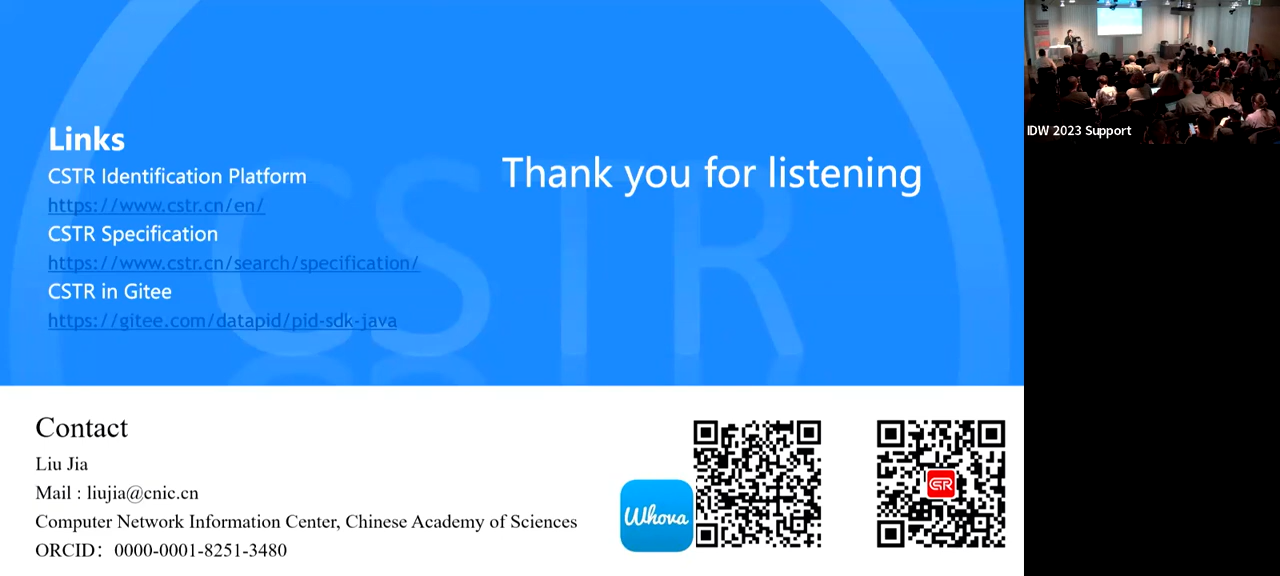 Links
CSTR Identification Platform
https://www.cstr.cn/en/
CSTR Specification
https://www.cstr.cn/search/specification/
CSTR in Gitee
https://gitee.com/datapid/pid-sdk-java
Thank you for listening
CSTR
Contact
Liu Jia
Mail : liujia@cnic.cn
Computer Network Information Center, Chinese Academy of Sciences
ORCID： 0000-0001-8251-3480
Whova
IDW 2023 Support